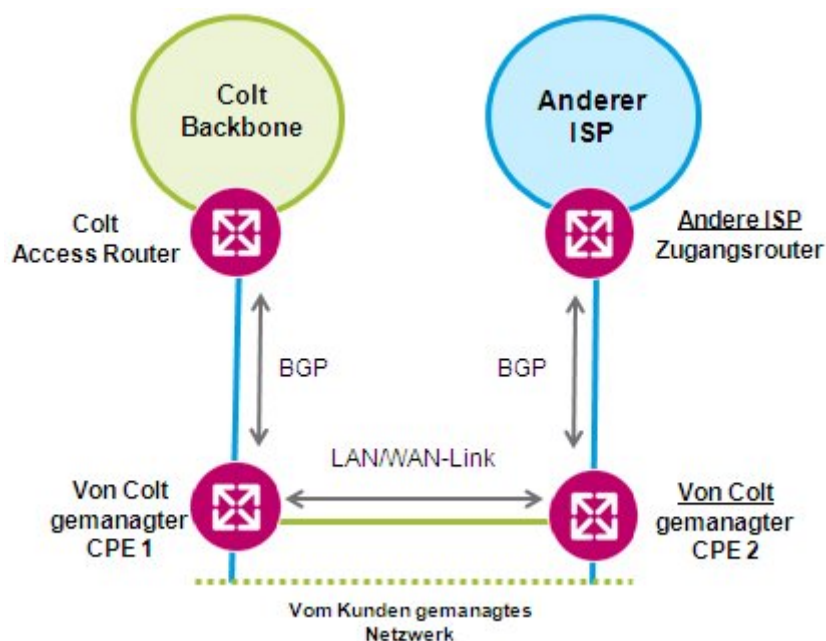 Colt
Backbone
Anderer
ISP
Colt
Access Router
Andere ISP
Zugangsrouter
BGP
BGP
LAN/WAN-Link
Von Colt
gemanagter
CPE 1
Von Colt
gemanagter
CPE 2
Vom Kunden gemanagtes
Netzwerk